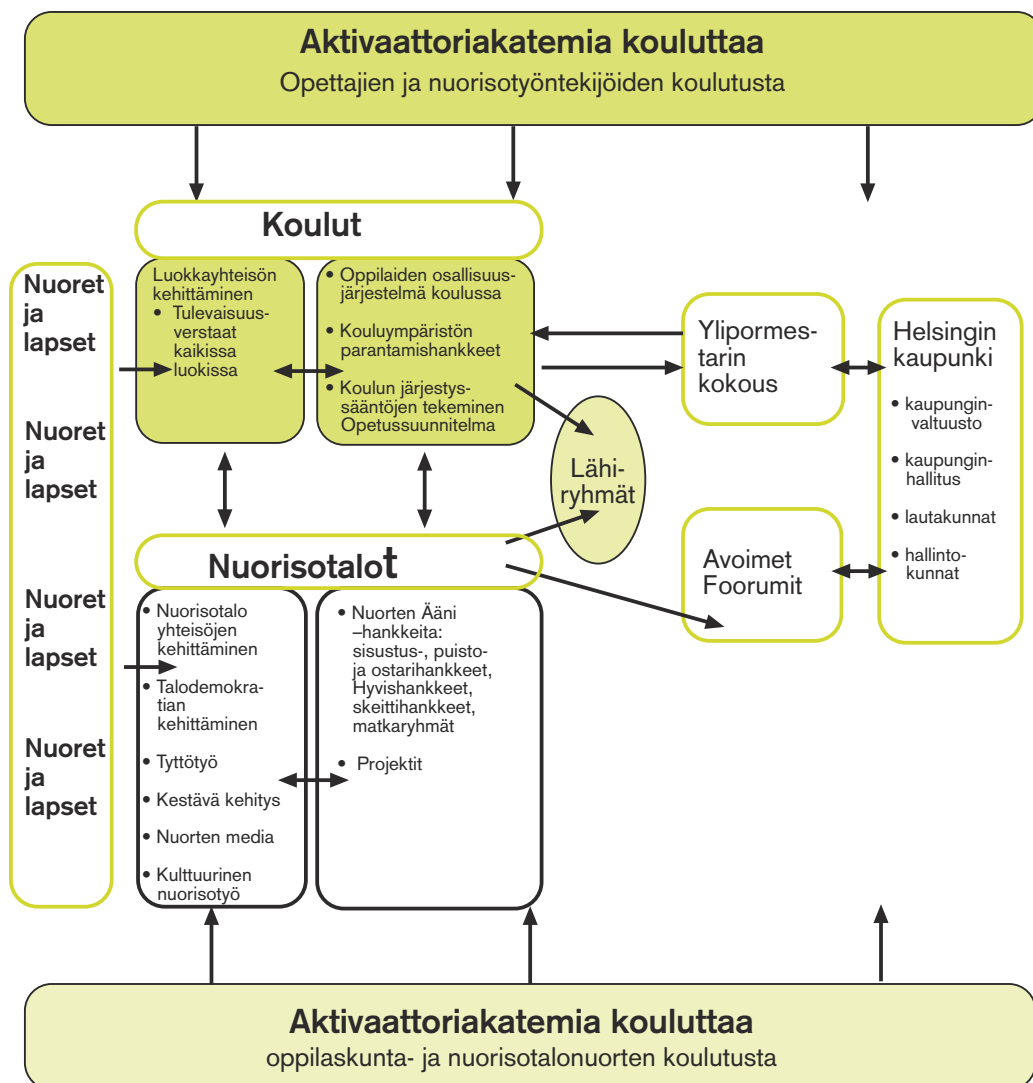 Aktivaattoriakatemia kouluttaa
Opettajien ja nuorisotyöntekijöiden koulutusta
Koulut
Nuoret
ja
lapset
Nuoret
ja
lapset
Nuoret
ja
lapset
Nuoret
ja
lapset
Luokkayhteisön
kehittäminen
• Tulevaisuus-
verstaat
kaikissa
luokissa
• Oppilaiden osallisuus-
järjestelmä koulussa
• Kouluympäristön
parantamishankkeet
• Koulun järjestys-
sääntöjen tekeminen
Opetussuunnitelma
Lähi-
ryhmät
Ylipormes-
tarin
kokous
Helsingin
kaupunki
• kaupungin-
valtuusto
• kaupungin-
hallitus
• lautakunnat
• hallinto-
kunnat
Avoimet
Foorumit
Nuorisotalot
• Nuorisotalo
yhteisöjen
kehittäminen
• Talodemokra-
tian
kehittäminen
• Tyttötyö
• Kestävä kehitys
• Nuorten media
• Kulttuurinen
nuorisotyö
• Nuorten Ääni
–hankkeita:
sisustus-, puisto-
ja ostarihankkeet,
Hyvishankkeet,
skeittihankkeet,
matkaryhmät
• Projektit
Aktivaattoriakatemia kouluttaa
oppilaskunta- ja nuorisotalonuorten koulutusta